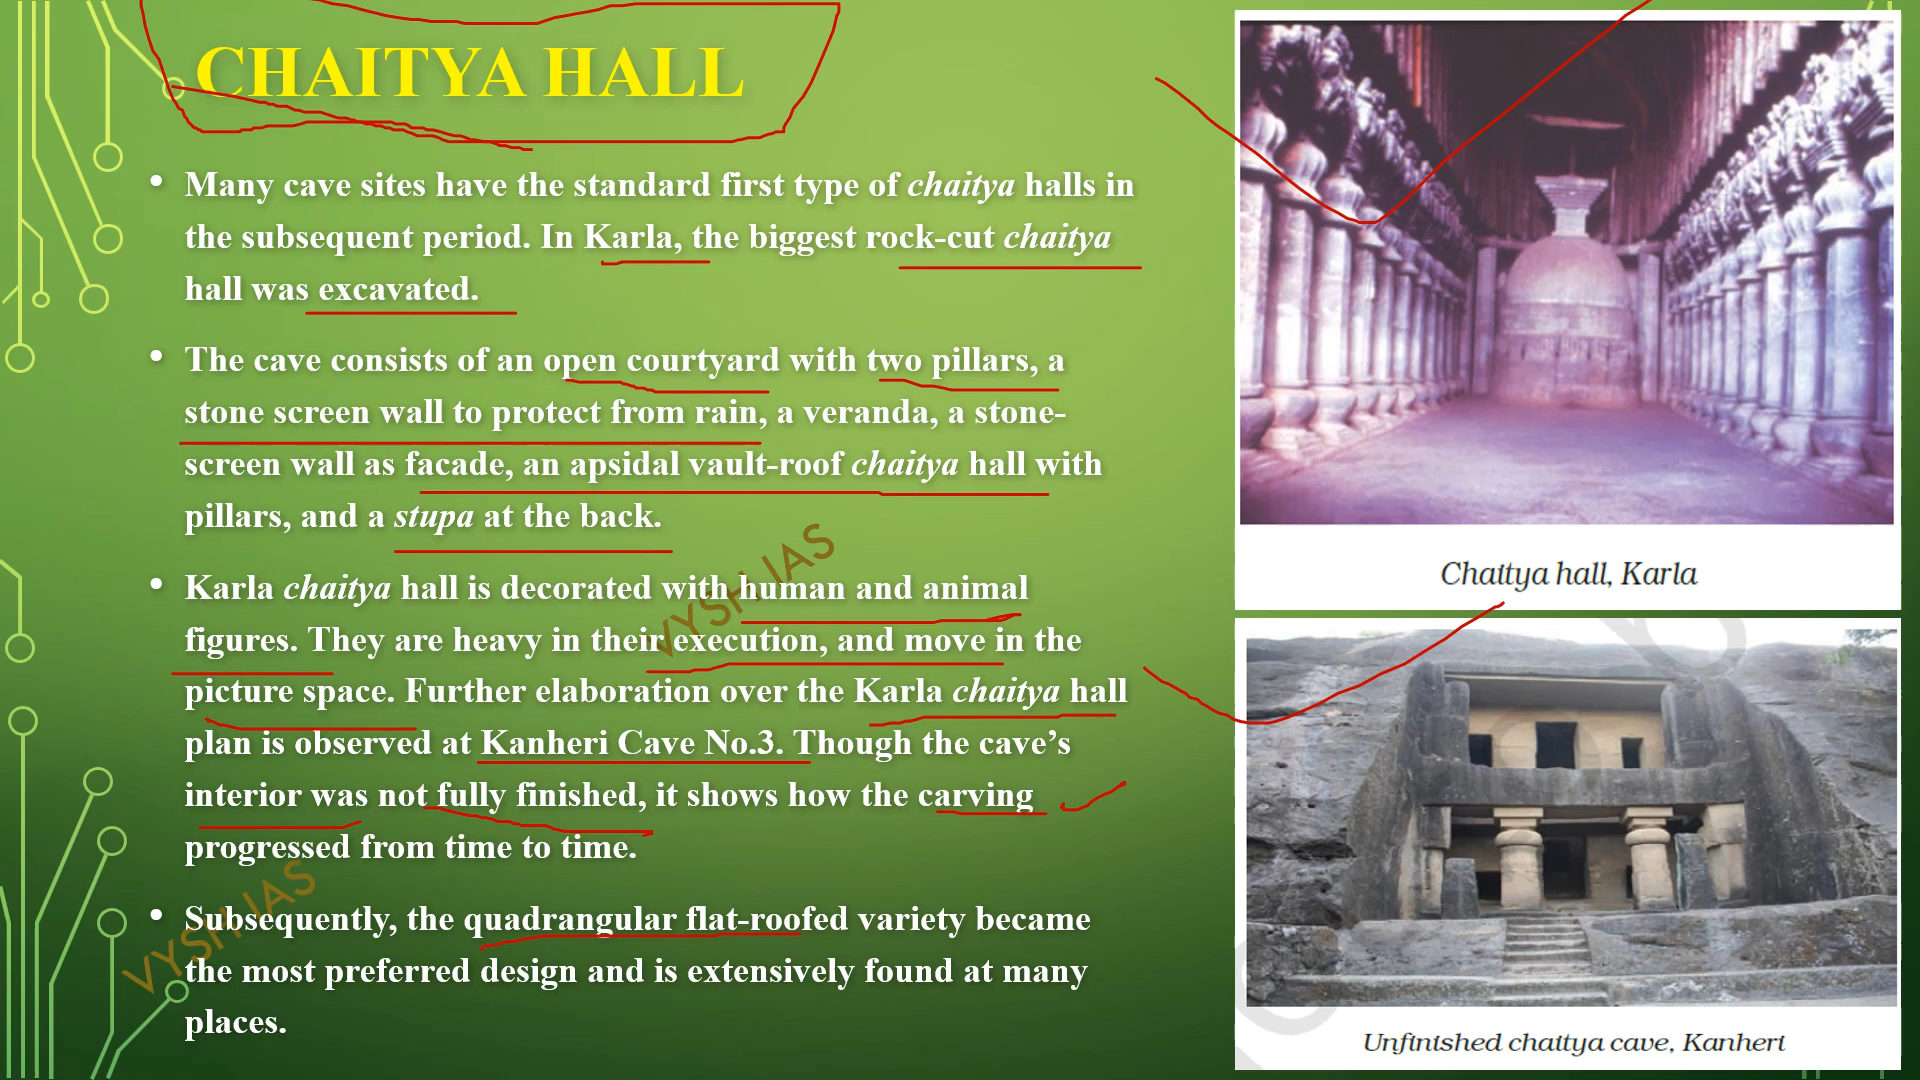 CHAITYA HALL
• Many cave sites have the standard first type of chaitya halls in
the subsequent period. In Karla, the biggest rock-cut chaitya
hall was excavated.
• The cave consists of an open courtyard with two pillars, a
stone screen wall to protect from rain, a veranda, a stone-
screen wall as facade, an apsidal vault-roof chaitya hall with
pillars, and a stupa at the back.
• Karla chaitya hall is decorated with human and animal
figures. They are heavy in their execution, and move in the
picture space. Further elaboration over the Karla chaitya hall
plan is observed at Kanheri Cave No.3. Though the cave’s
interior was not fully finished, it shows how the carving
progressed from time to time.
• Subsequently, the quadrangular flat-roofed variety became
the most preferred design and is extensively found at many
places.
VYSH IAS
VYSH IAS
Chaitya hall, Karla
Unfinished chaitya cave, Kanheri